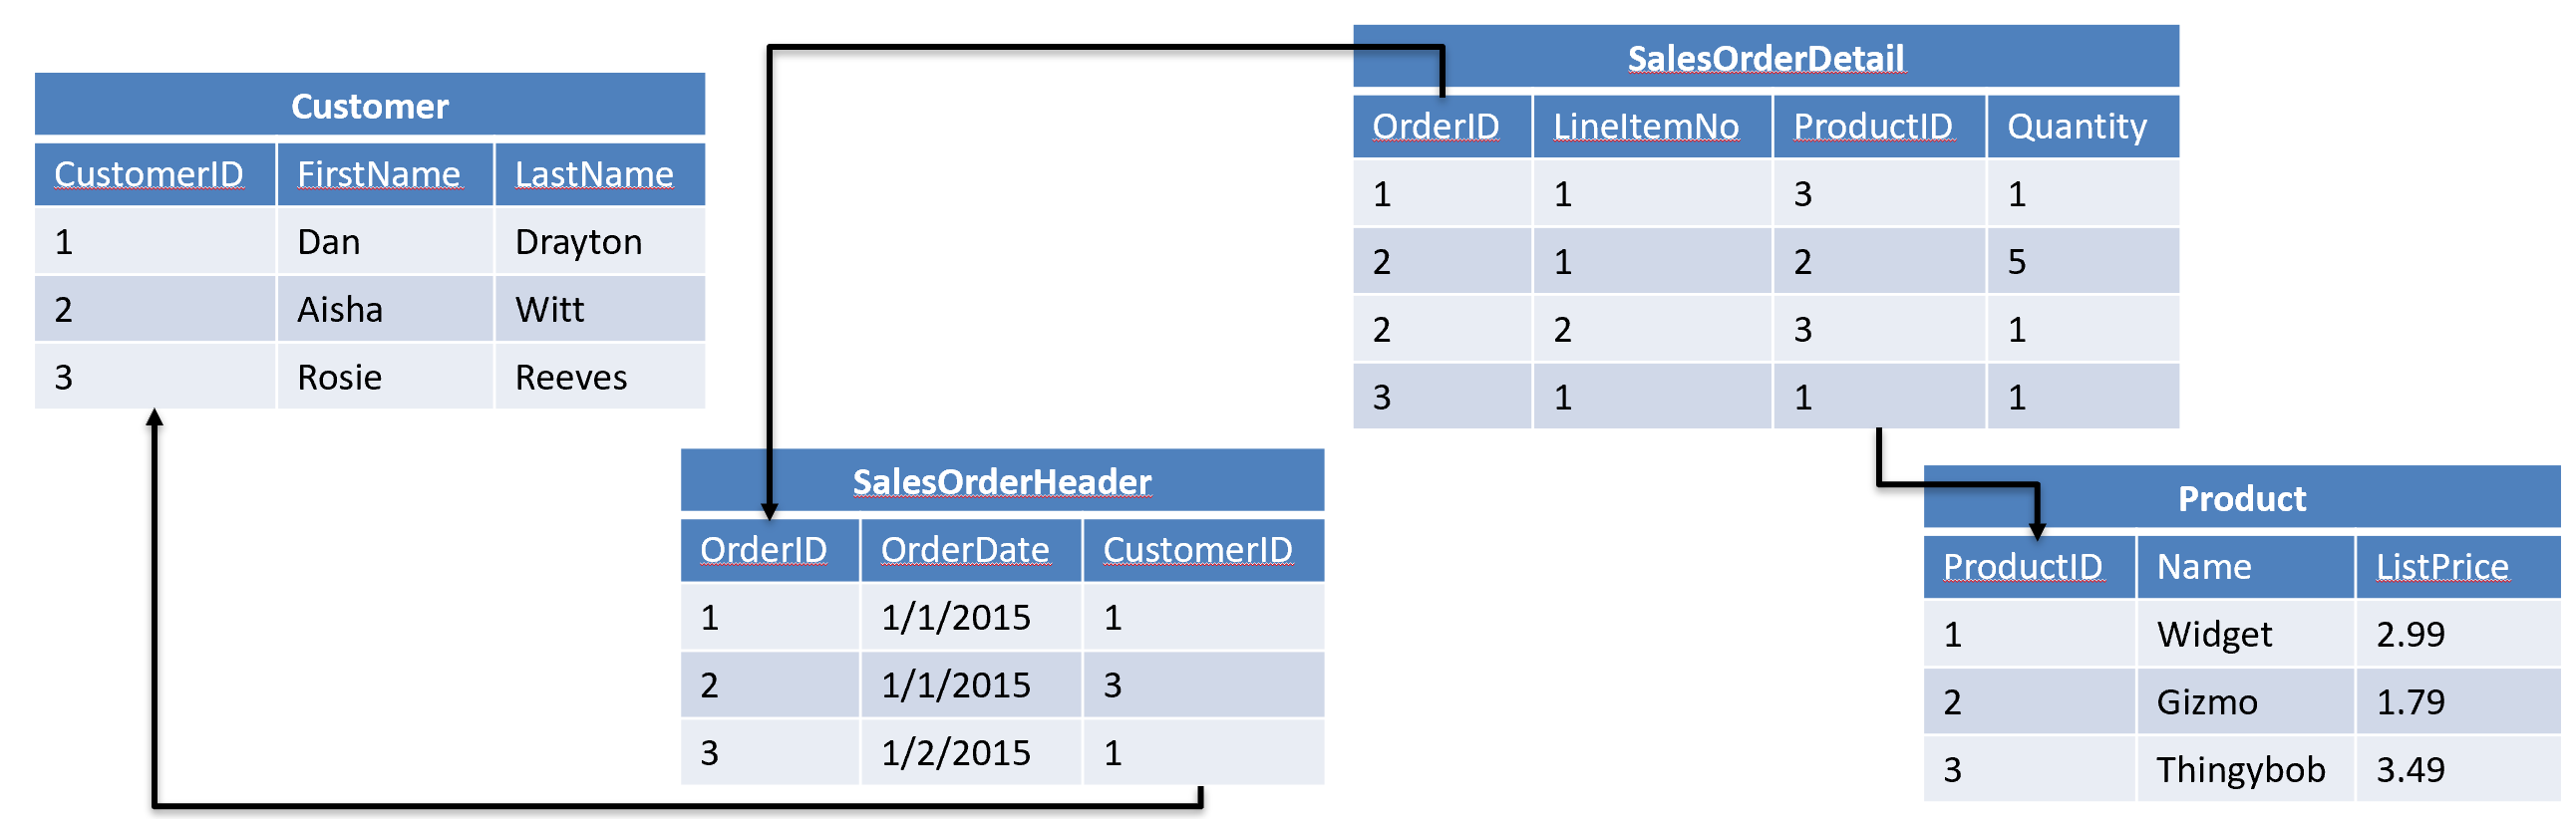 Customer
CustomerID FirstName LastName
1 Dan Drayton
2 Aisha Witt
3 Rosie Reeves
SalesOrderHeader
OrderID OrderDate CustomerID
1 1/1/2015 1
2 1/1/2015 3
3 1/2/2015 1
SalesOrderDetail
OrderID LineItemNo ProductID Quantity
1 1 3 1
2 1 2 5
2 2 3 1
3 1 1 1
Product
ProductID Name ListPrice
1 Widget 2.99
2 Gizmo 1.79
3 Thingybob 3.49